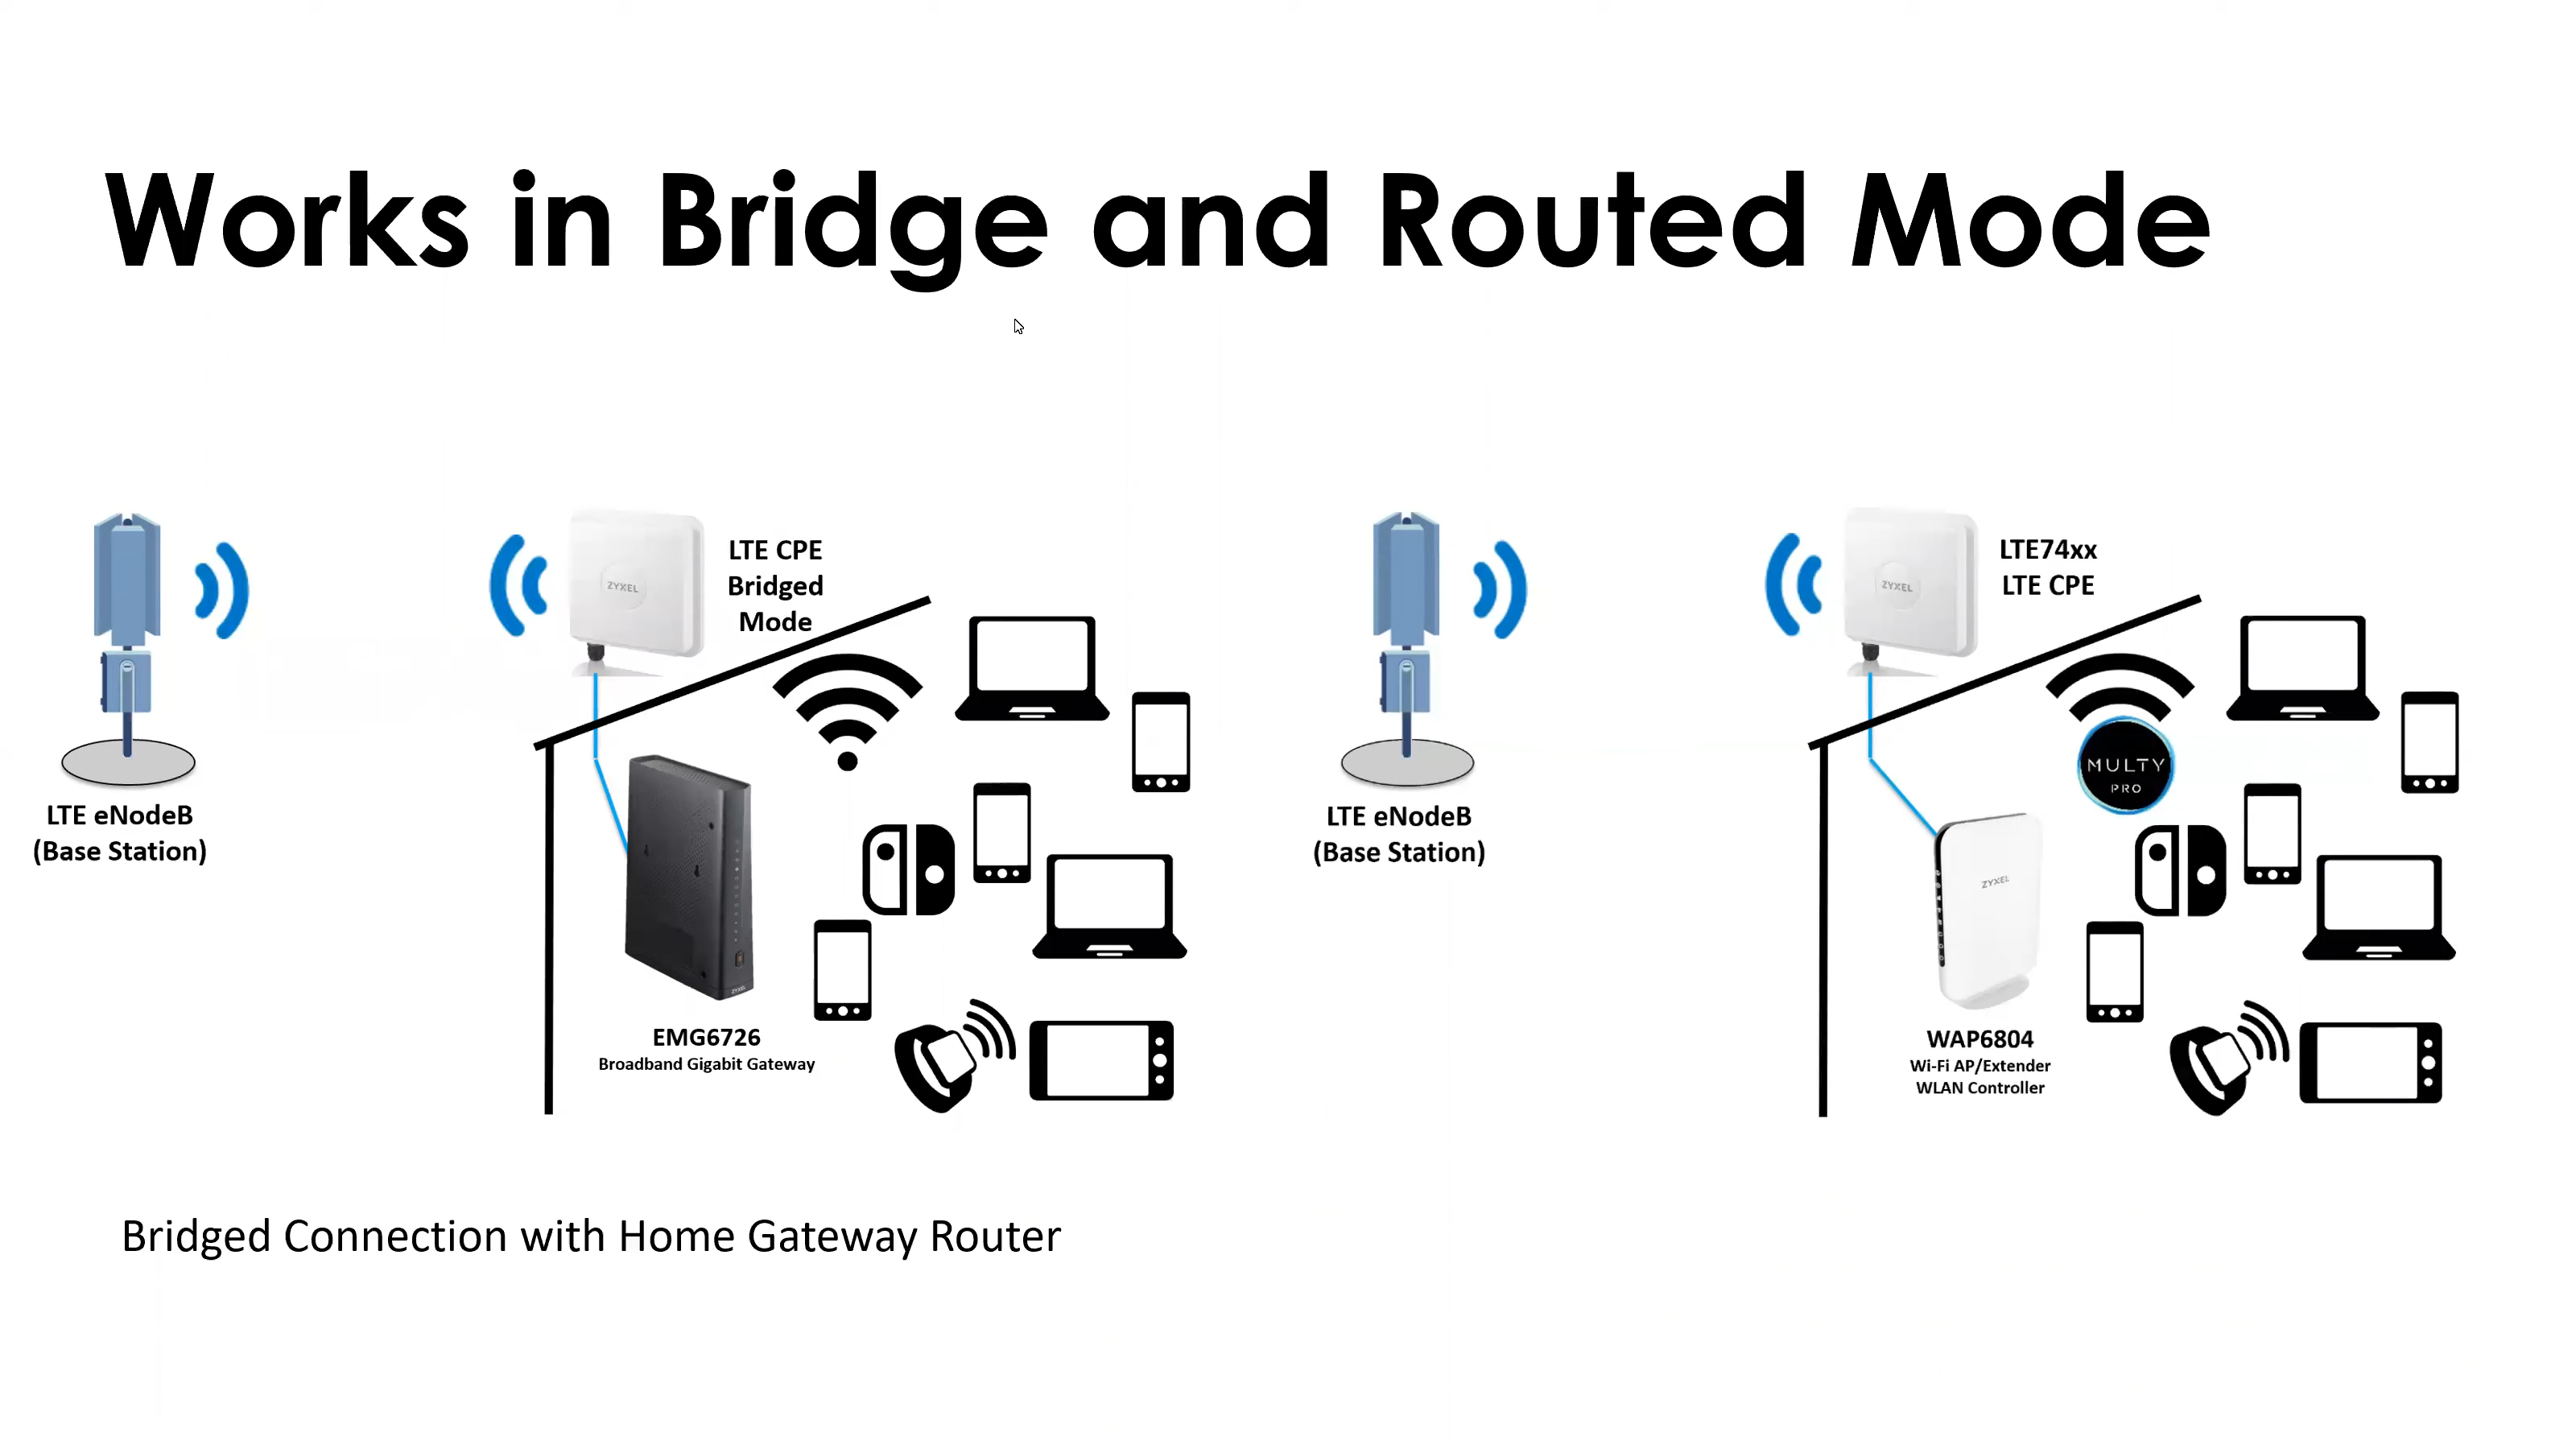 Works in Bridge and Routed Mode
ZYXEL
LTE CPE
Bridged
Mode
LTE eNodeB
(Base Station)
ZYXEL
EMG6726
Broadband Gigabit Gateway
ZYXEL
LTE74xx
LTE CPE
LTE eNodeB
(Base Station)
MULTY
PRO
ZYXEL
WAP6804
Wi-Fi AP/Extender
WLAN Controller
Bridged Connection with Home Gateway Router